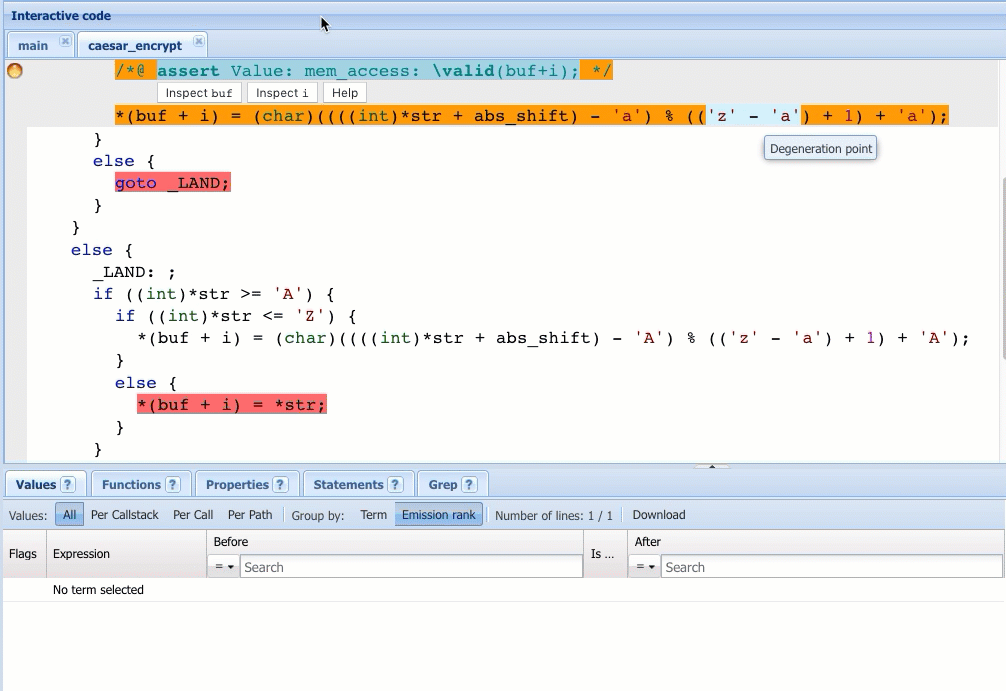 Interactive code
main caesar_encrypt
/*@ assert Value: mem_access: \valid(buf+i); */
Inspect buf Inspect i Help
*(buf + i) = (char)((((int)*str + abs_shift) - 'a') % (('z' - 'a') + 1) + 'a');
}
Degeneration point
else {
goto _LAND;
}
}
else {
_LAND: ;
if ((int)*str >= 'A') {
if ((int)*str <= 'Z') {
*(buf + i) = (char)((((int)*str + abs_shift) - 'A') % (('z' - 'a') + 1) + 'A');
}
else {
*(buf + i) = *str;
}
}
Values ? Functions ? Properties ? Statements ? Grep ?
Values: All Per Callstack Per Call Per Path Group by: Term Emission rank Number of lines: 1 / 1 Download
Flags Expression Before Is ... After
= Search = Search
No term selected